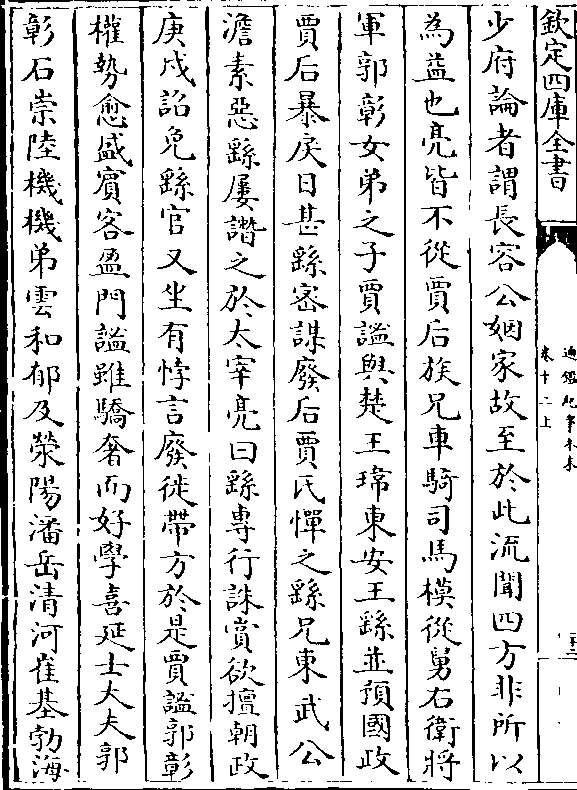 欽定四庫全書
通鑑紀事本末
卷十二上
少府論者謂長容公姻家故至於此流聞四方非所以
為益也亮皆不從賈后族兄車騎司馬模從舅右衛將
軍郭彰女弟之子賈謐與楚王瑋東安王繇並預國政
賈后暴戾日甚繇密謀廢后賈氏憚之繇兄東武公
澹素惡繇屢譖之於太宰亮曰繇專行誅賞欲擅朝政
庚戌詔免繇官又坐有悖言廢徙帶方於是賈謐郭彰
權勢愈盛賓客盈門謐雖驕奢而好學喜延士大夫郭
彰石崇陸機機弟雲和郁及滎陽潘岳清河崔基勃海